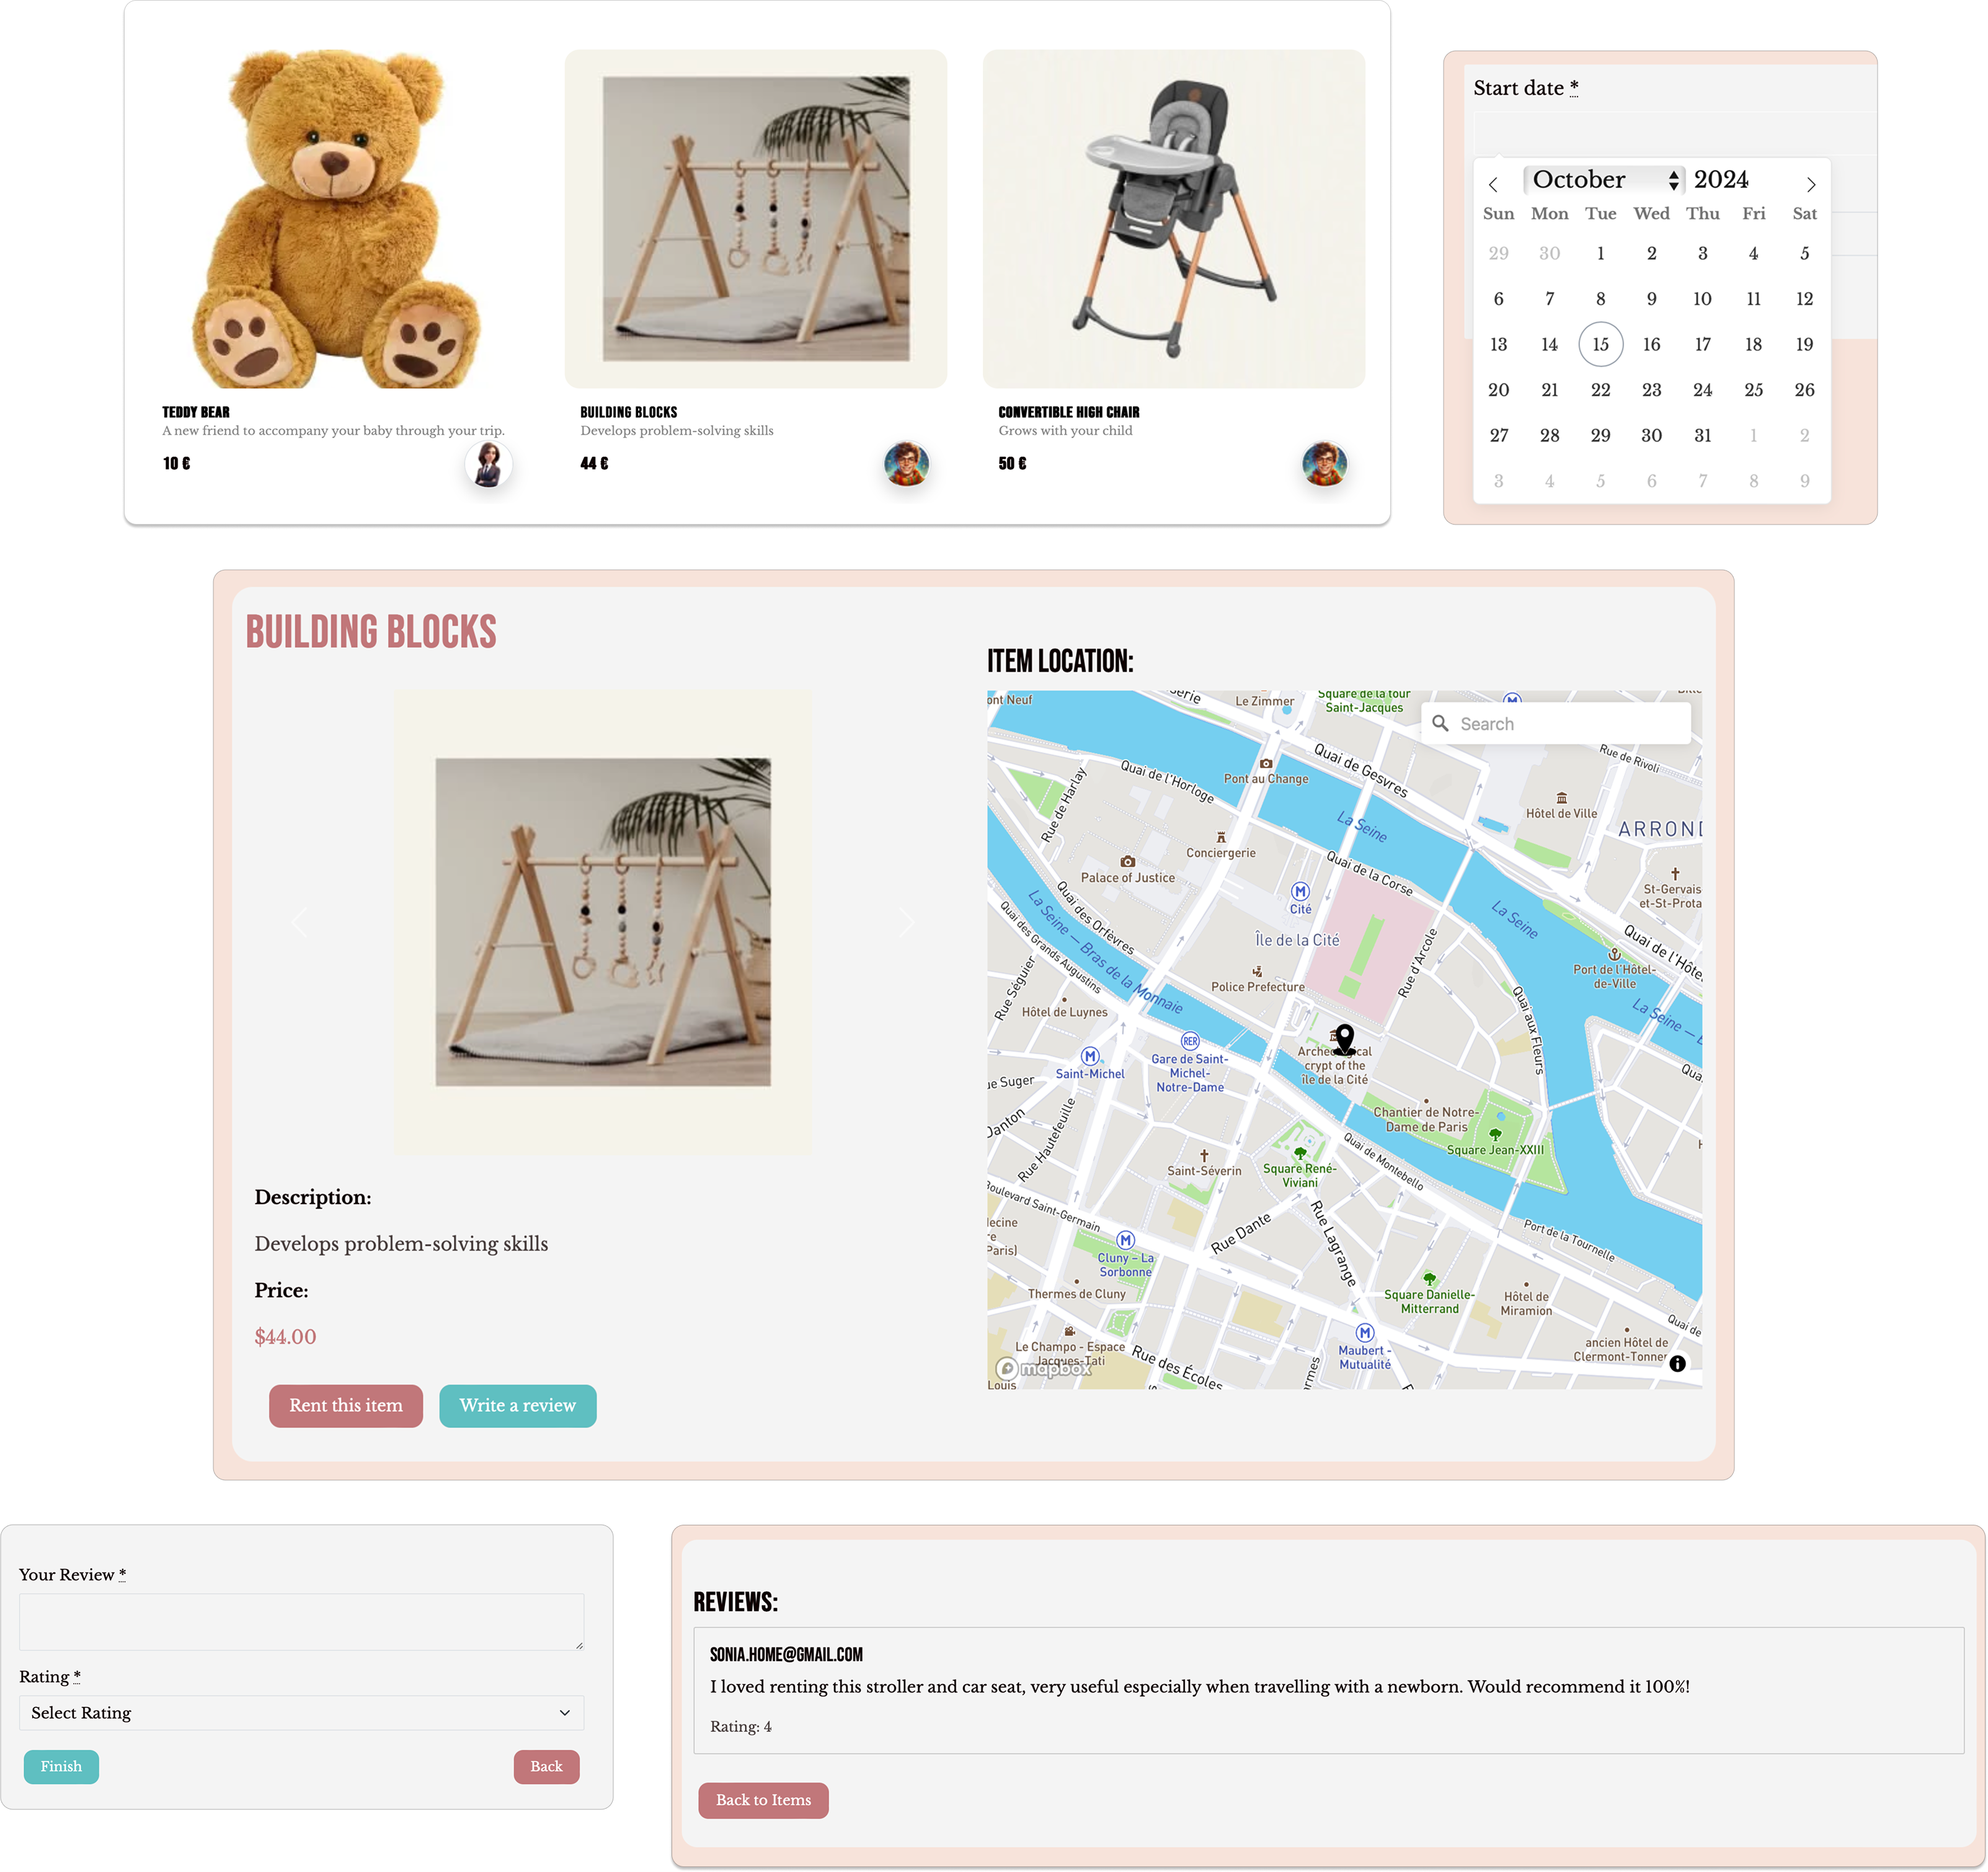 TEDDY BEAR
A new friend to accompany your baby through your trip.
10 €
BUILDING BLOCKS
Develops problem-solving skills
44 €
CONVERTIBLE HIGH CHAIR
Grows with your child
50 €
Start date *
October 2024
Sun Mon Tue Wed Thu Fri Sat
29 30 1 2 3 4 5
6 7 8 9 10 11 12
13 14 15 16 17 18 19
20 21 22 23 24 25 26
27 28 29 30 31 1 2
3 4 5 6 7 8 9
BUILDING BLOCKS
Description:
Develops problem-solving skills
Price:
$44.00
Rent this item
Write a review
ITEM LOCATION:
Search
ont Neuf
Le Zimmer
Square de la tour
Saint-Jacques
M
Quai de Gesvres
Rue de Rivoli
Pont au Change
Quai de l'Horloge
Rue de Harlay
Hôtel de Ville
La Seine
ARROND
Conciergerie
Quai de la Corse
Palace of Justice
M
Cité
St-Gervais
et-St-Prota
Quai des Orfèvres
La Seine
Île de la Cité
La Seine — Bras de la Monnaie
Quai des Grands Augustins
Rue d'Arcole
Quai de l'Hôte
Port de l'Hôtel-
de-Ville
Police Prefecture
Rue Séguier
Hôtel de Luynes
Quai aux Fleurs
La Seine —
RER
Gare de Saint-
Michel-
Notre-Dame
M
Saint-Michel
crypt of the
île de la Cité
ue Suger
Qua
Danton
Rue Hautefeuille
Chantier de Notre-
Dame de Paris
Square Jean-XXIII
Quai de Montebello
Saint-Séverin
Square René-
Viviani
Boulevard Saint-Germain
Rue Dante
Rue Lagrange
Port de la Tournelle
M
Cluny – La
Sorbonne
Thermes de Cluny
Square Danielle-
Mitterrand
Hôtel de
Miramion
Quai de
M
Maubert -
Mutualité
Le Champo - Espace
Jacques-Tati
Rue des Écoles
ancien Hôtel de
Clermont-Tonner
Louis
mapbox
Your Review *
Rating *
Select Rating
Finish
Back
REVIEWS:
SONIA.HOME@GMAIL.COM
I loved renting this stroller and car seat, very useful especially when travelling with a newborn. Would recommend it 100%!
Rating: 4
Back to Items